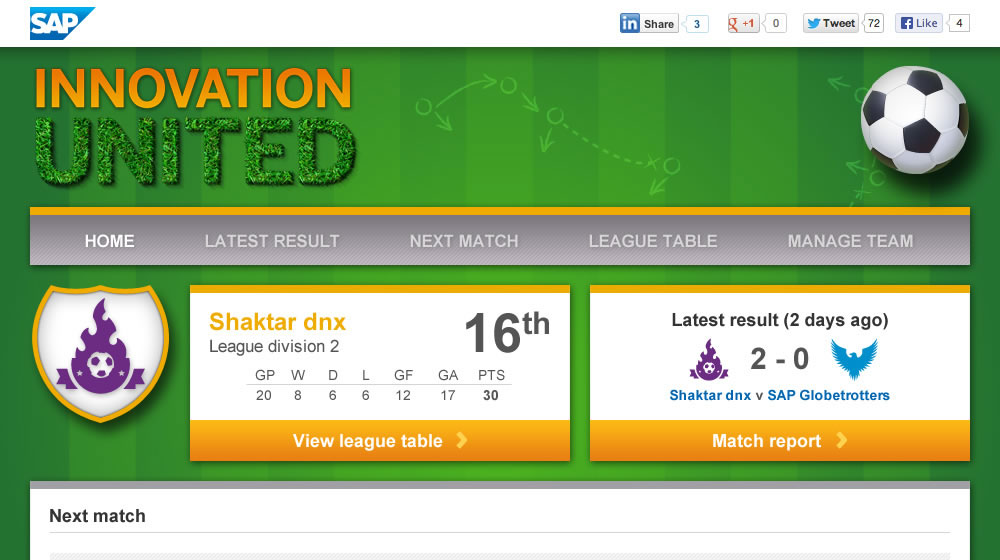 SAP
Share 3 +1 0 Tweet 72 Like 4
INNOVATION
UNITED
HOME LATEST RESULT NEXT MATCH LEAGUE TABLE MANAGE TEAM
Shaktar dnx
League division 2
16th
GP W D L GF GA PTS
20 8 6 6 12 17 30
View league table
Latest result (2 days ago)
2 - 0
Shaktar dnx v SAP Globetrotters
Match report
Next match